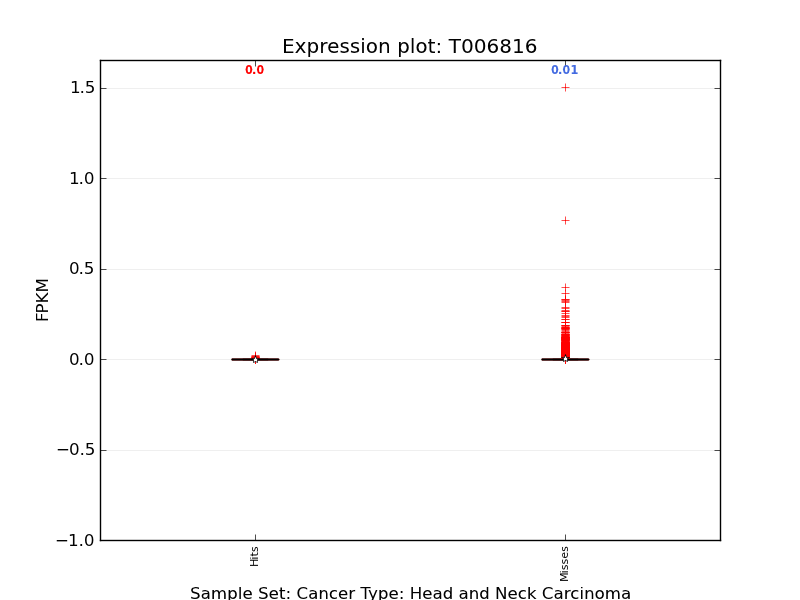 Expression plot: T006816
0.0
0.01
1.5
1.0
0.5
0.0
−0.5
−1.0
FPKM
Hits
Misses
Sample Set: Cancer Type: Head and Neck Carcinoma